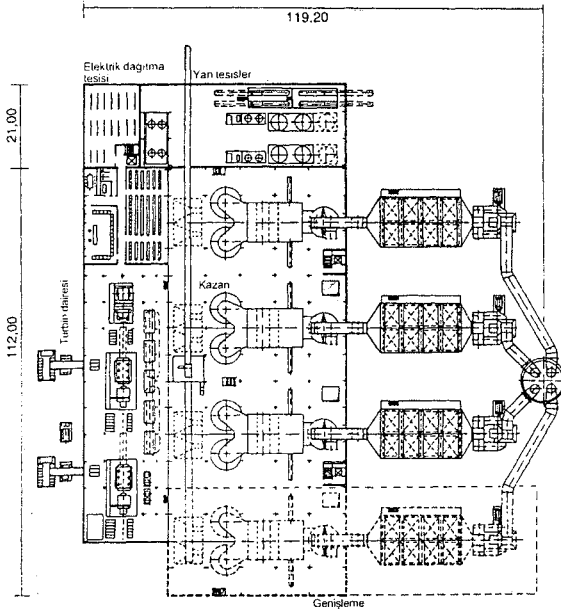 119,20
Elektrik dağıtma
tesisi
Yan tesisler
21,00
112,00
Türbin dairesi
Kazan
Genişleme